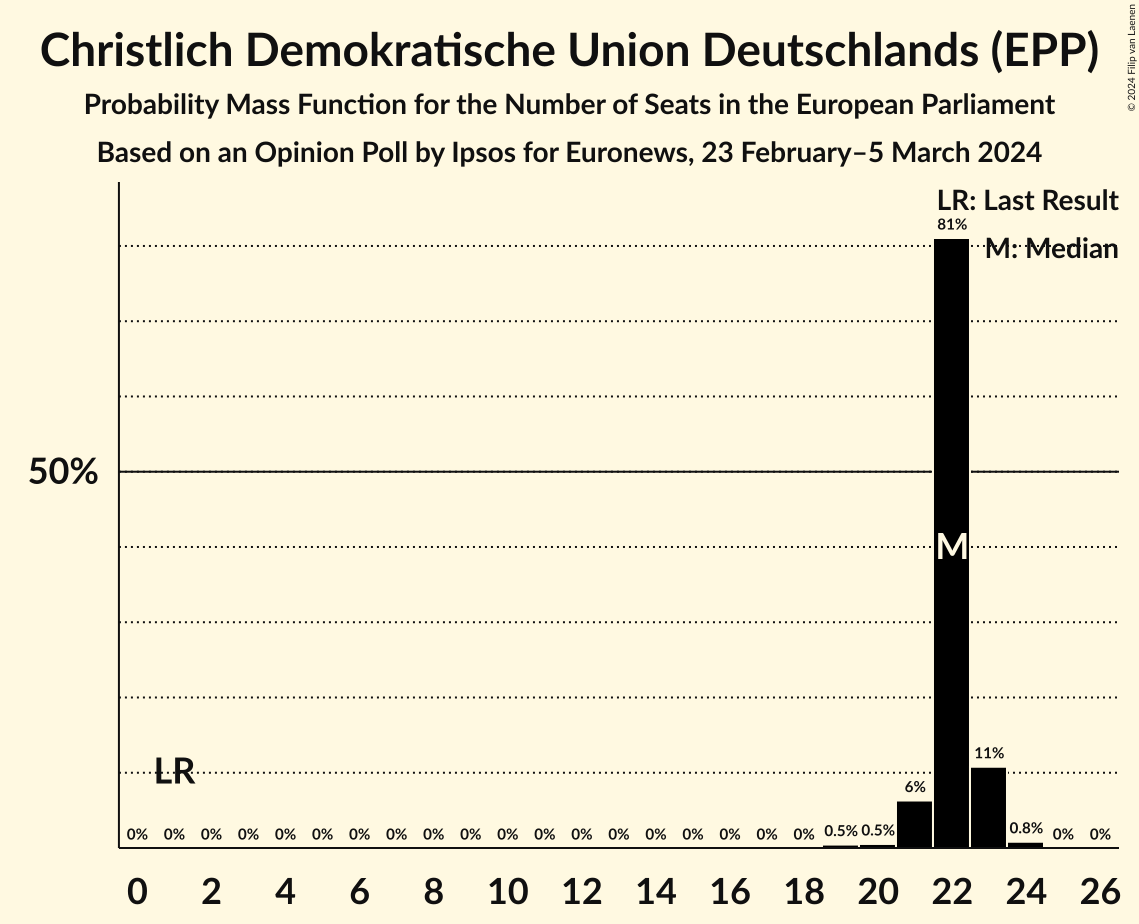 Christlich Demokratische Union Deutschlands (EPP)
Probability Mass Function for the Number of Seats in the European Parliament
Based on an Opinion Poll by Ipsos for Euronews, 23 February–5 March 2024
© 2024 Filip van Laenen
LR: Last Result
81%
M: Median
50%
M
LR
11%
6%
0% 0% 0% 0% 0% 0% 0% 0% 0% 0% 0% 0% 0% 0% 0% 0% 0% 0% 0% 0.5% 0.5% 0.8% 0% 0%
0 2 4 6 8 10 12 14 16 18 20 22 24 26